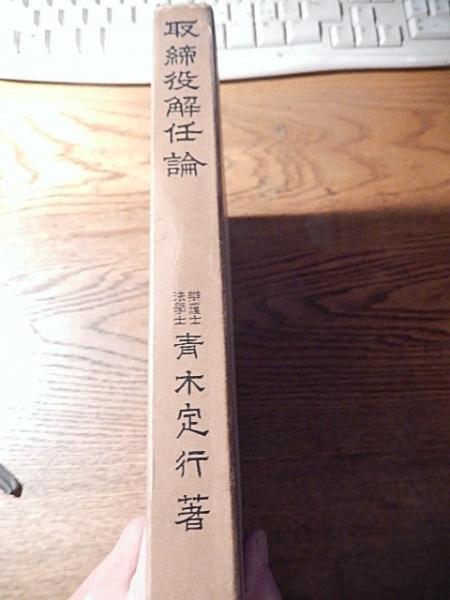 取締役解任論
辯護士
法學士
青木定行著